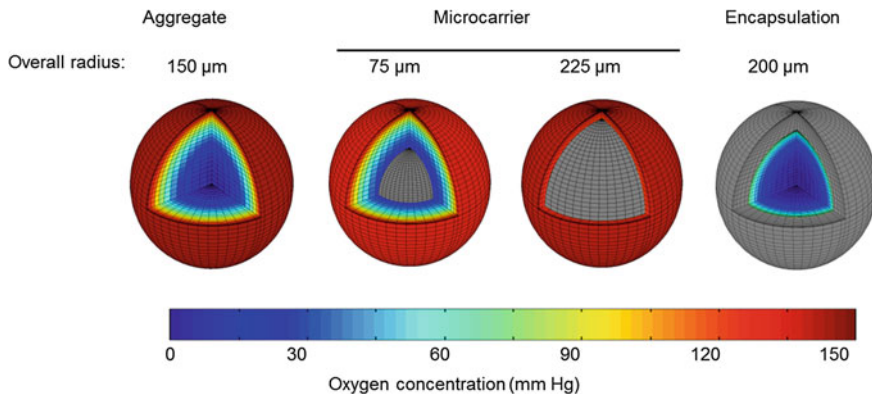 Aggregate Microcarrier Encapsulation
Overall radius: 150 µm 75 µm 225 µm 200 µm
0 30 60 90 120 150
Oxygen concentration (mm Hg)